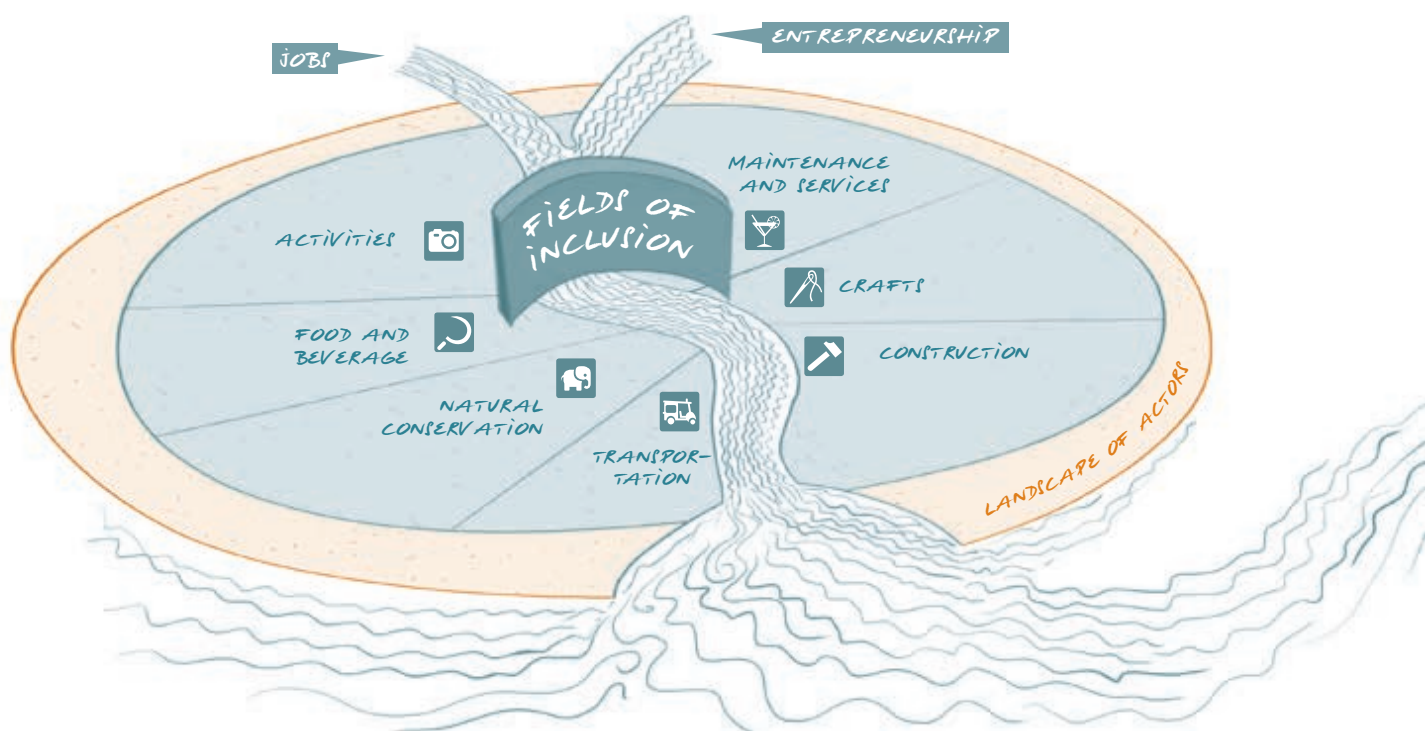 JOBS
ENTREPRENEURSHIP
MAINTENANCE
AND SERVICES
FIELDS OF
INCLUSION
ACTIVITIES
CRAFTS
FOOD AND
BEVERAGE
CONSTRUCTION
NATURAL
CONSERVATION
TRANSPOR-
TATION
LANDSCAPE OF ACTORS